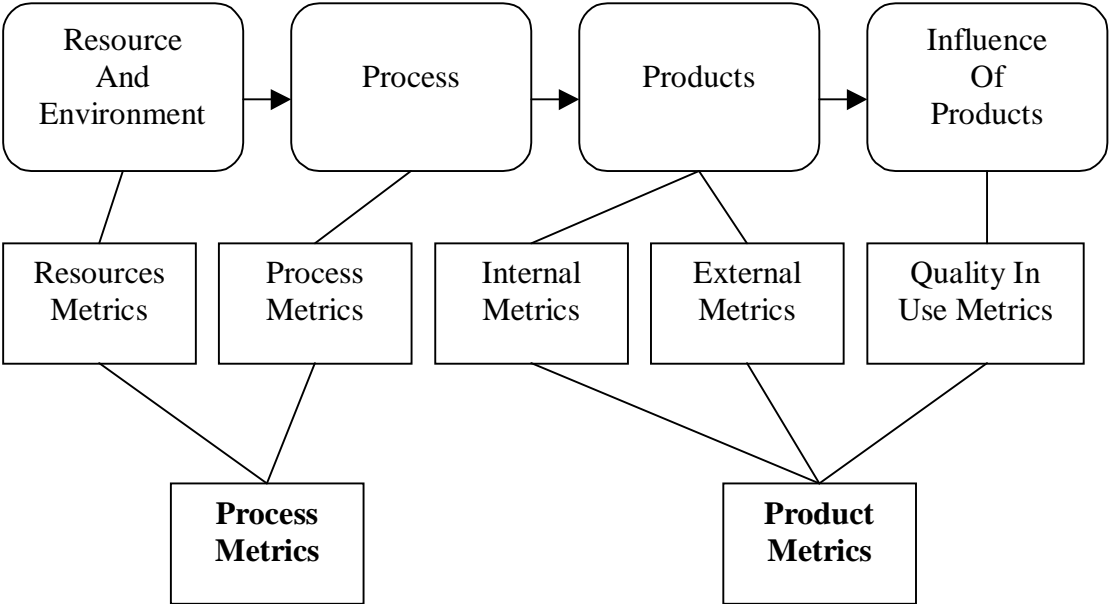 Resource
And
Environment
Process
Products
Influence
Of
Products
Resources
Metrics
Process
Metrics
Internal
Metrics
External
Metrics
Quality In
Use Metrics
Process
Metrics
Product
Metrics